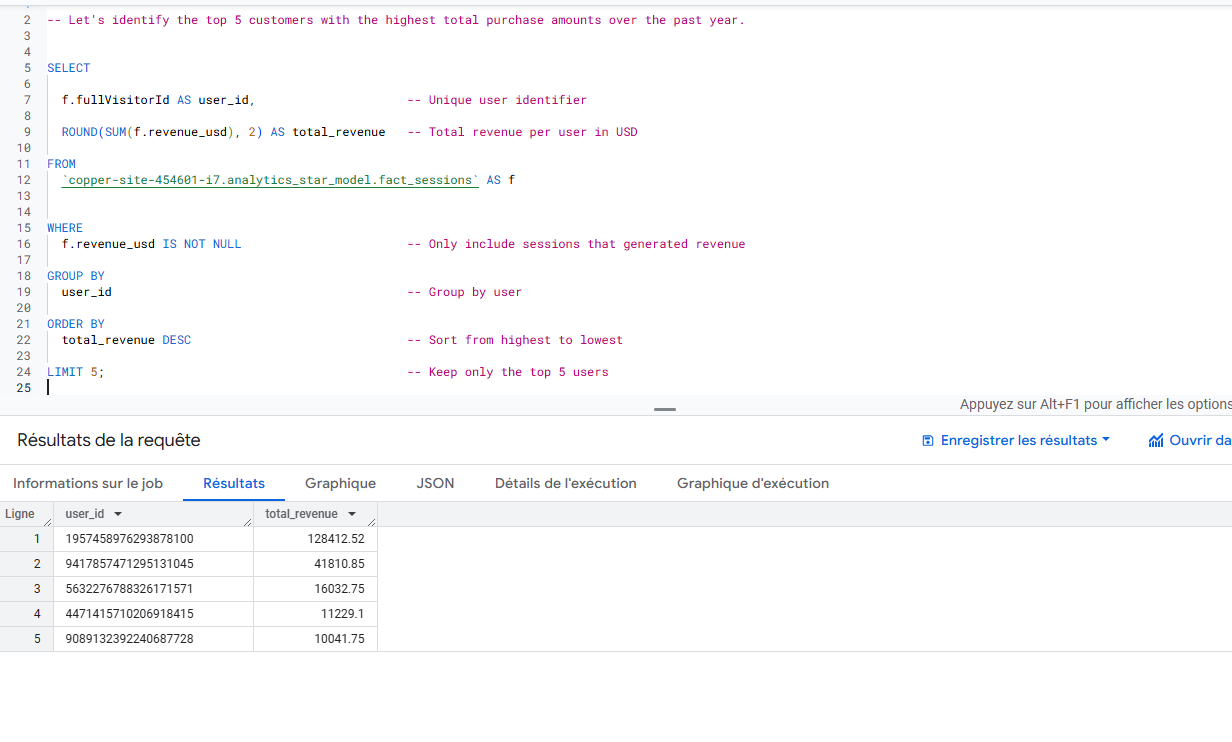 2 -- Let's identify the top 5 customers with the highest total purchase amounts over the past year.
3
4
5 SELECT
6
7 f.fullVisitorId AS user_id, -- Unique user identifier
8
9 ROUND(SUM(f.revenue_usd), 2) AS total_revenue -- Total revenue per user in USD
10
11 FROM
12 `copper-site-454601-i7.analytics_star_model.fact_sessions` AS f
13
14
15 WHERE
16 f.revenue_usd IS NOT NULL -- Only include sessions that generated revenue
17
18 GROUP BY
19 user_id -- Group by user
20
21 ORDER BY
22 total_revenue DESC -- Sort from highest to lowest
23
24 LIMIT 5; -- Keep only the top 5 users
25
Appuyez sur Alt+F1 pour afficher les options
Résultats de la requête Enregistrer les résultats Ouvrir da
Informations sur le job Résultats Graphique JSON Détails de l'exécution Graphique d'exécution
Ligne user_id total_revenue
1 1957458976293878100 128412.52
2 9417857471295131045 41810.85
3 5632276788326171571 16032.75
4 4471415710206918415 11229.1
5 9089132392240687728 10041.75